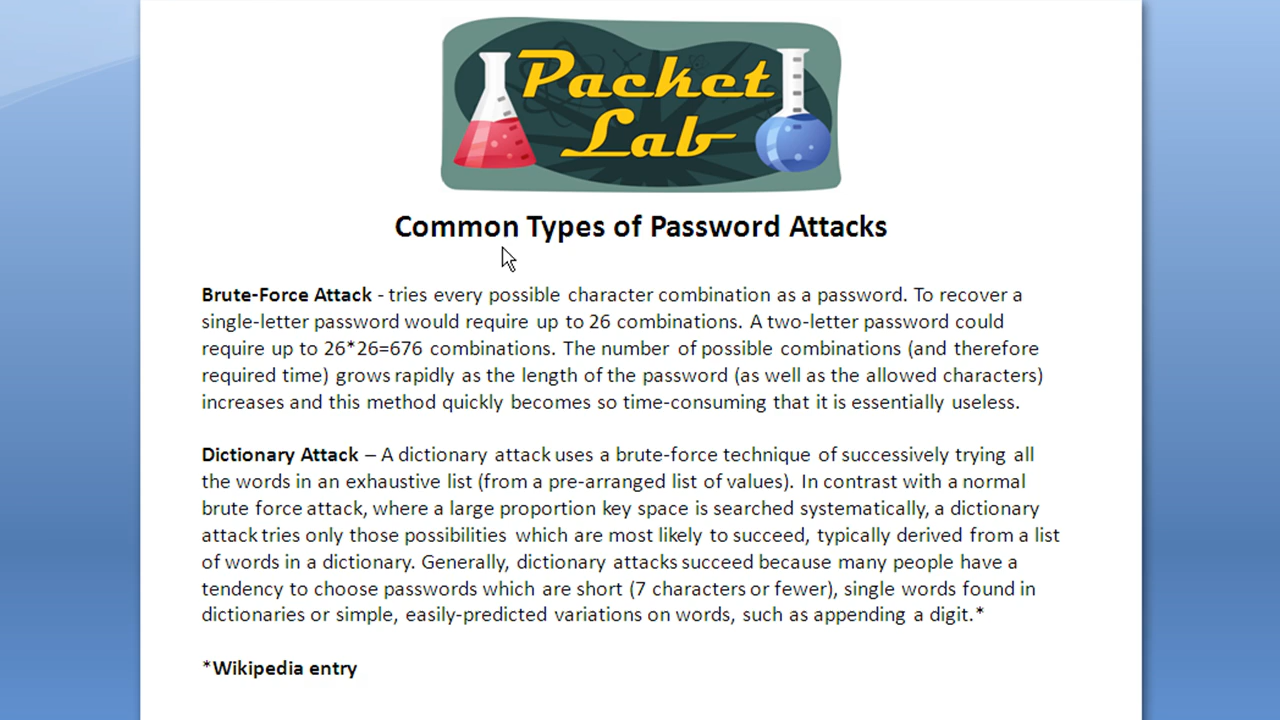 Packet
Lab
Common Types of Password Attacks
Brute-Force Attack - tries every possible character combination as a password. To recover a
single-letter password would require up to 26 combinations. A two-letter password could
require up to 26*26=676 combinations. The number of possible combinations (and therefore
required time) grows rapidly as the length of the password (as well as the allowed characters)
increases and this method quickly becomes so time-consuming that it is essentially useless.
Dictionary Attack – A dictionary attack uses a brute-force technique of successively trying all
the words in an exhaustive list (from a pre-arranged list of values). In contrast with a normal
brute force attack, where a large proportion key space is searched systematically, a dictionary
attack tries only those possibilities which are most likely to succeed, typically derived from a list
of words in a dictionary. Generally, dictionary attacks succeed because many people have a
tendency to choose passwords which are short (7 characters or fewer), single words found in
dictionaries or simple, easily-predicted variations on words, such as appending a digit.*
*Wikipedia entry